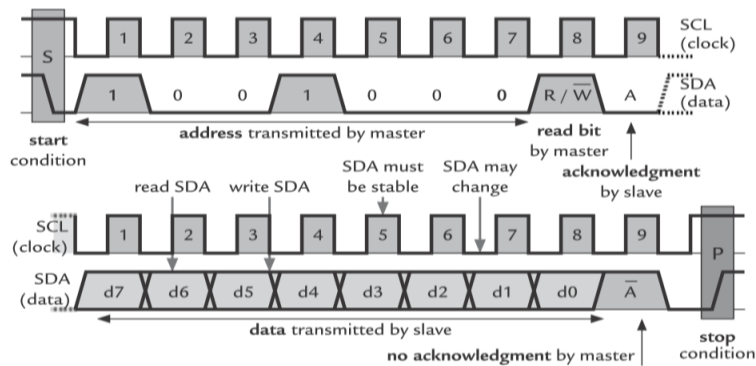 1 2 3 4 5 6 7 8 9
SCL
(clock)
S
1 0 0 1 0 0 0 R / W̅ A
SDA
(data)
start
condition
address transmitted by master
read bit
by master
acknowledgment
by slave
read SDA
write SDA
SDA must
be stable
SDA may
change
SCL
(clock)
1 2 3 4 5 6 7 8 9
P
SDA
(data)
d7 d6 d5 d4 d3 d2 d1 d0 A̅
data transmitted by slave
no acknowledgment by master
stop
condition